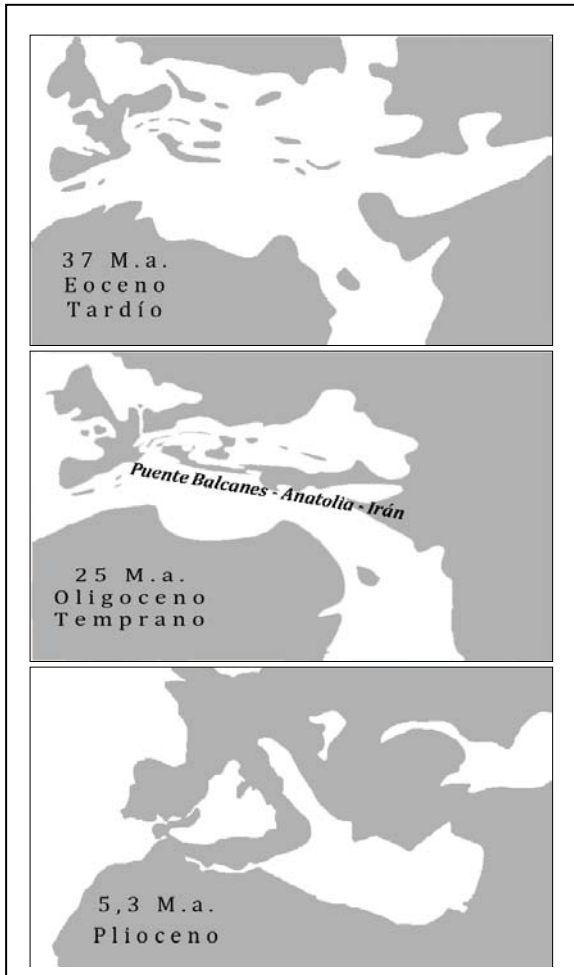 37 M.a.
Eoceno
Tardío
Puente Balcanes - Anatolia - Irán
25 M.a.
Oligoceno
Temprano
5,3 M.a.
Plioceno